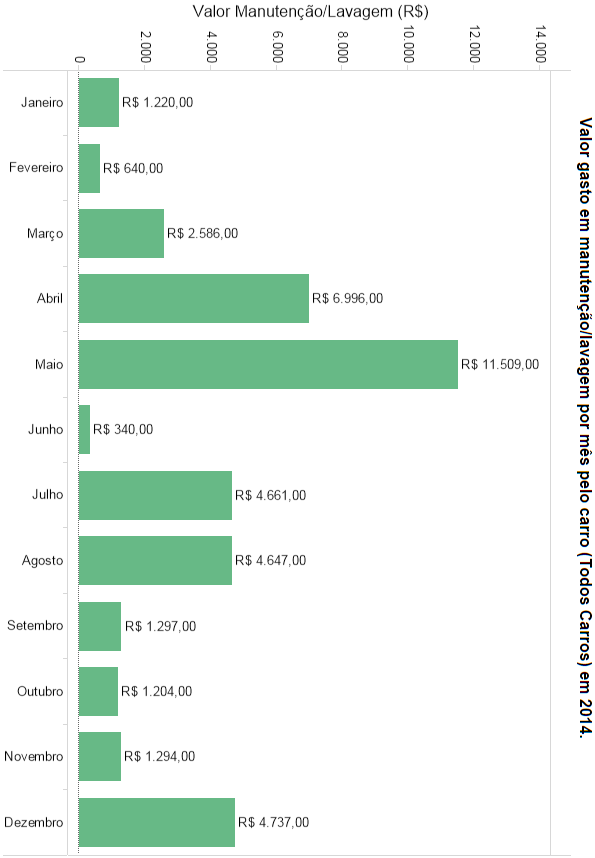 Valor Manutenção/Lavagem (R$)
0 2.000 4.000 6.000 8.000 10.000 12.000 14.000
Valor gasto em manutenção/lavagem por mês pelo carro (Todos Carros) em 2014.
Janeiro R$ 1.220,00
Fevereiro R$ 640,00
Março R$ 2.586,00
Abril R$ 6.996,00
Maio R$ 11.509,00
Junho R$ 340,00
Julho R$ 4.661,00
Agosto R$ 4.647,00
Setembro R$ 1.297,00
Outubro R$ 1.204,00
Novembro R$ 1.294,00
Dezembro R$ 4.737,00